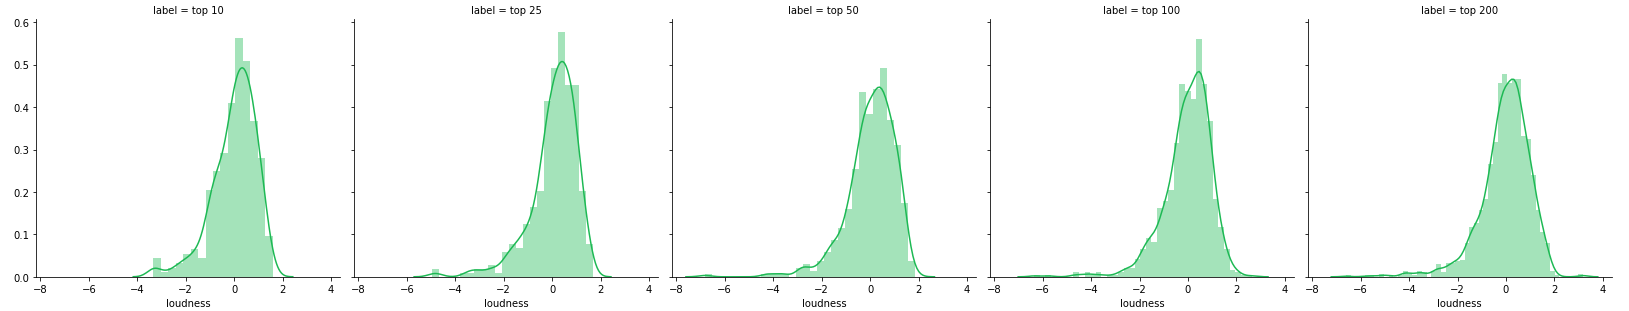 label = top 10
label = top 25
label = top 50
label = top 100
label = top 200
0.6
0.5
0.4
0.3
0.2
0.1
0.0
−8 −6 −4 −2 0 2 4
−8 −6 −4 −2 0 2 4
−8 −6 −4 −2 0 2 4
−8 −6 −4 −2 0 2 4
−8 −6 −4 −2 0 2 4
loudness
loudness
loudness
loudness
loudness